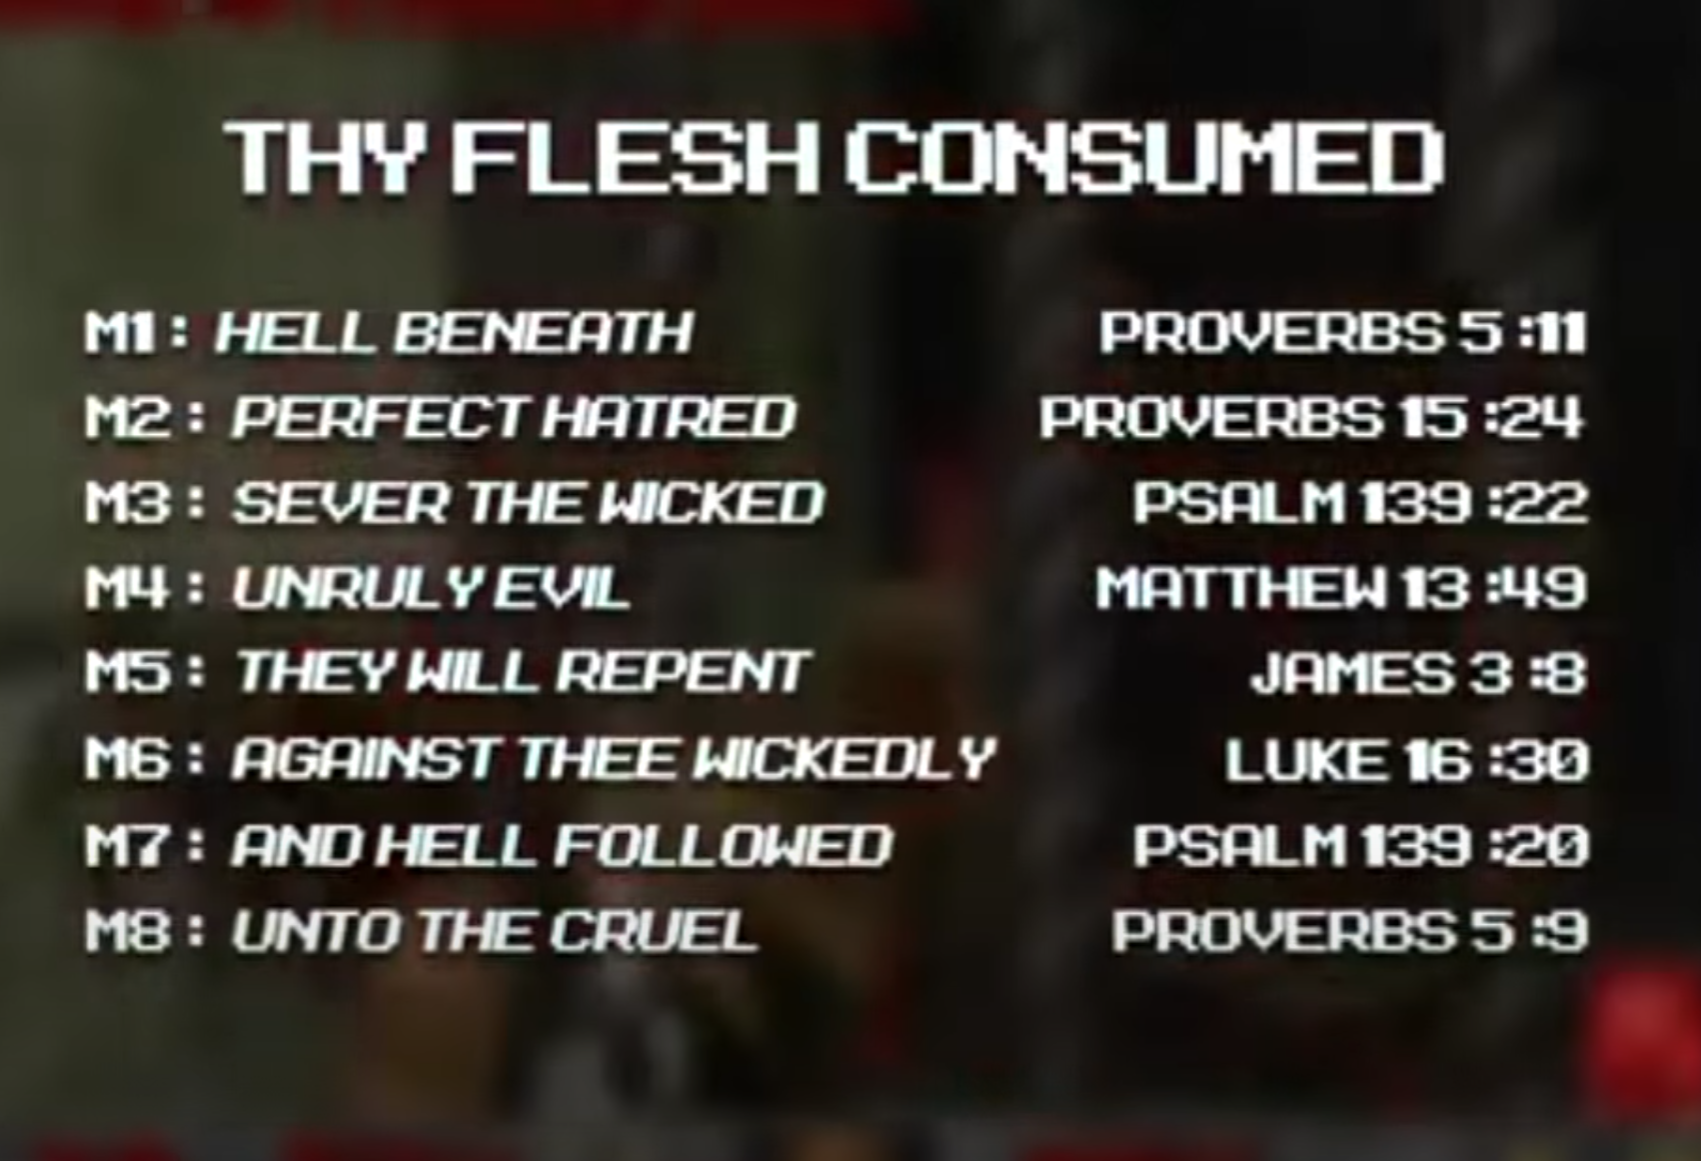 THY FLESH CONSUMED
M1: HELL BENEATH PROVERBS 5:11
M2: PERFECT HATRED PROVERBS 15:24
M3: SEVER THE WICKED PSALM 139:22
M4: UNRULY EVIL MATTHEW 13:49
M5: THEY WILL REPENT JAMES 3:8
M6: AGAINST THEE WICKEDLY LUKE 16:30
M7: AND HELL FOLLOWED PSALM 139:20
M8: UNTO THE CRUEL PROVERBS 5:9